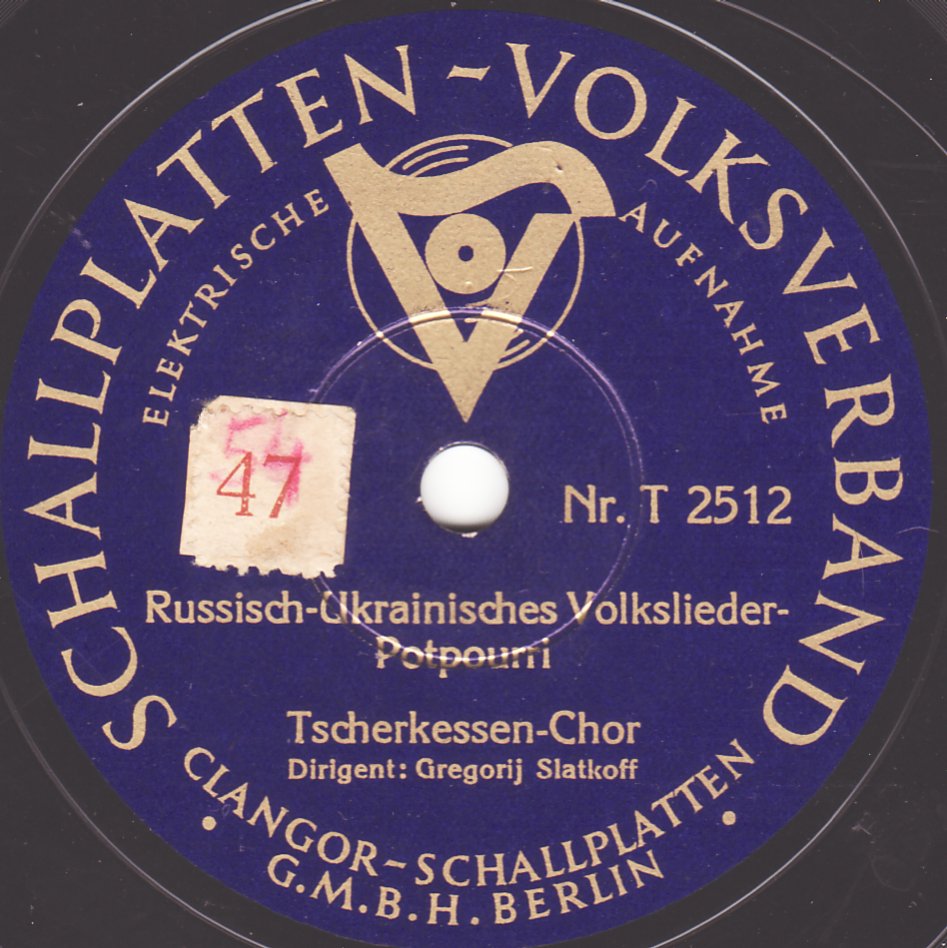 SCHALLPLATTEN-VOLKSVERBAND
ELEKTRISCHE AUFNAHME
54
47
Nr. T 2512
Russisch-Ukrainisches Volkslieder-
Potpourri
Tscherkessen-Chor
Dirigent: Gregorij Slatkoff
CLANGOR-SCHALLPLATTEN
G.M.B.H. BERLIN